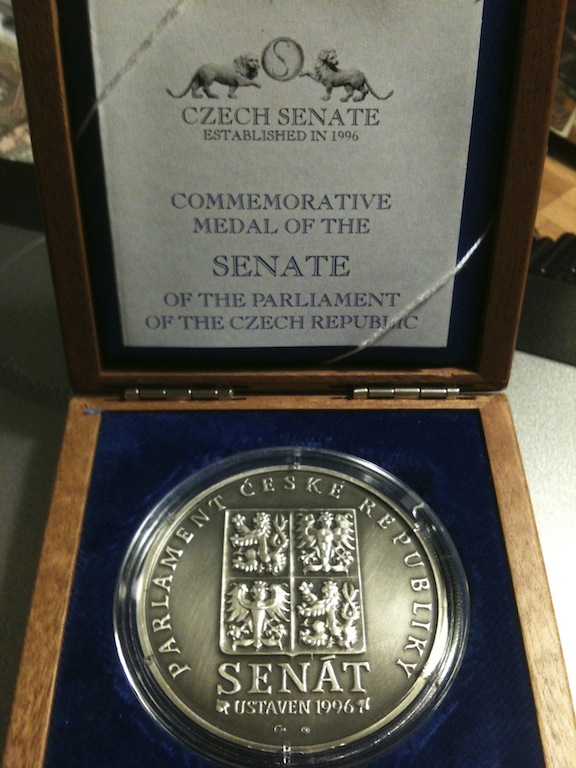 S
CZECH SENATE
ESTABLISHED IN 1996
COMMEMORATIVE
MEDAL OF THE
SENATE
OF THE PARLIAMENT
OF THE CZECH REPUBLIC
PARLAMENT ČESKÉ REPUBLIKY
SENÁT
USTAVEN 1996